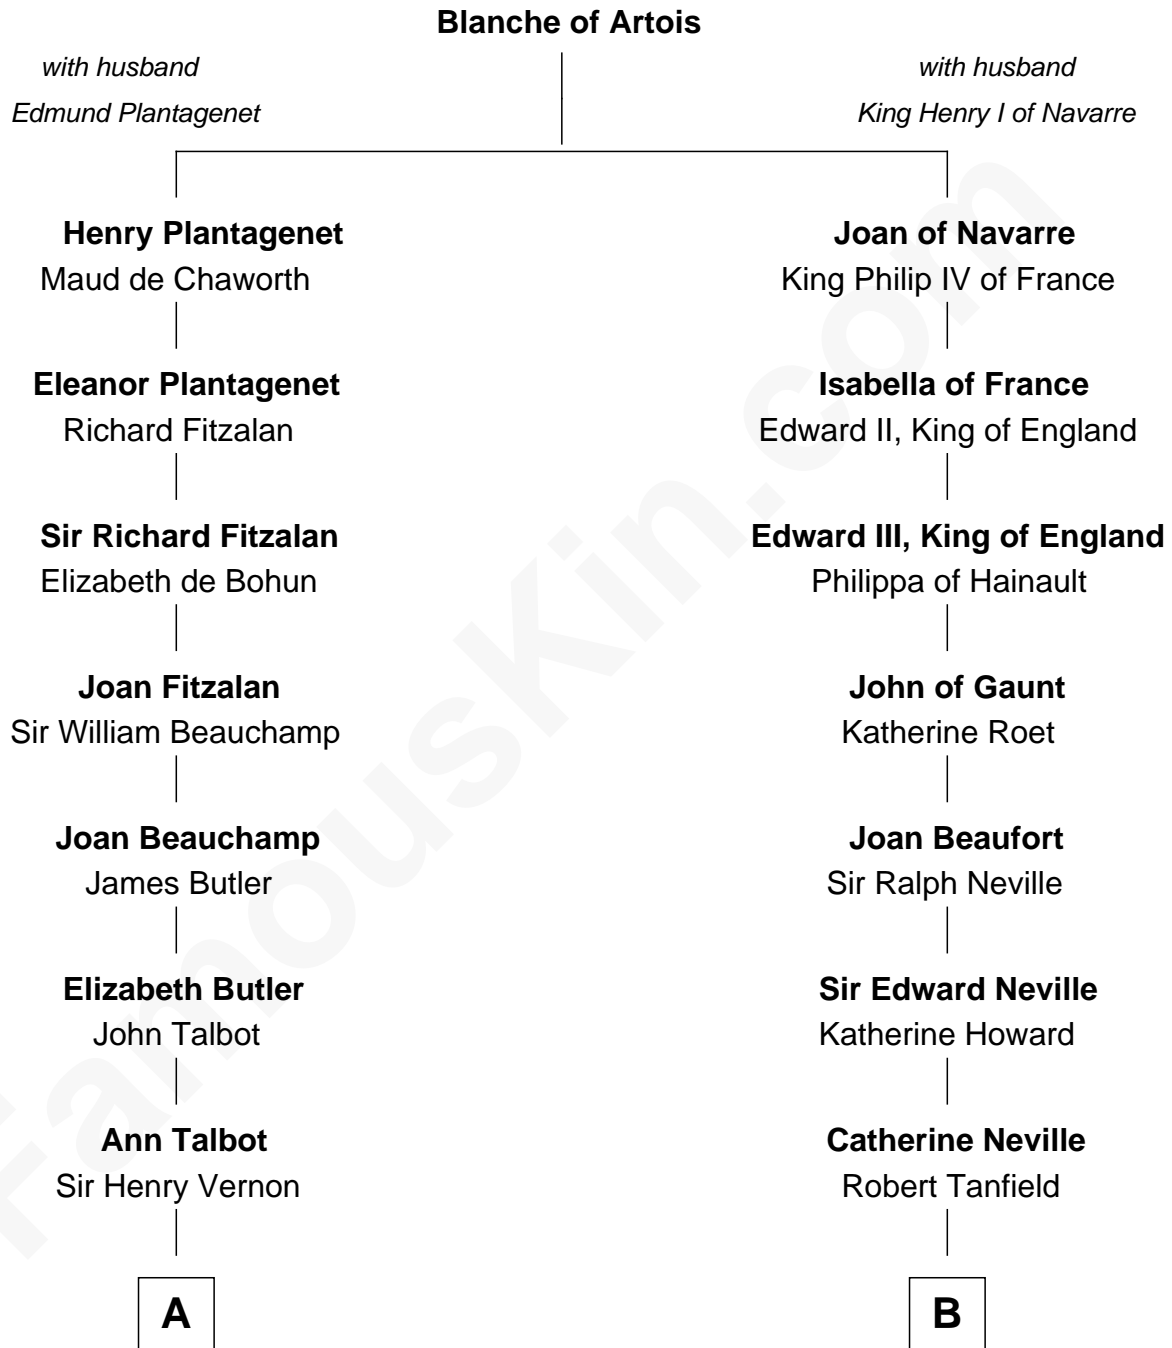 Blanche of Artois
with husband
Edmund Plantagenet
with husband
King Henry I of Navarre
Henry Plantagenet
Maud de Chaworth
Eleanor Plantagenet
Richard Fitzalan
Sir Richard Fitzalan
Elizabeth de Bohun
Joan Fitzalan
Sir William Beauchamp
Joan Beauchamp
James Butler
Elizabeth Butler
John Talbot
Ann Talbot
Sir Henry Vernon
A
Joan of Navarre
King Philip IV of France
Isabella of France
Edward II, King of England
Edward III, King of England
Philippa of Hainault
John of Gaunt
Katherine Roet
Joan Beaufort
Sir Ralph Neville
Sir Edward Neville
Katherine Howard
Catherine Neville
Robert Tanfield
B
FamousKin.com